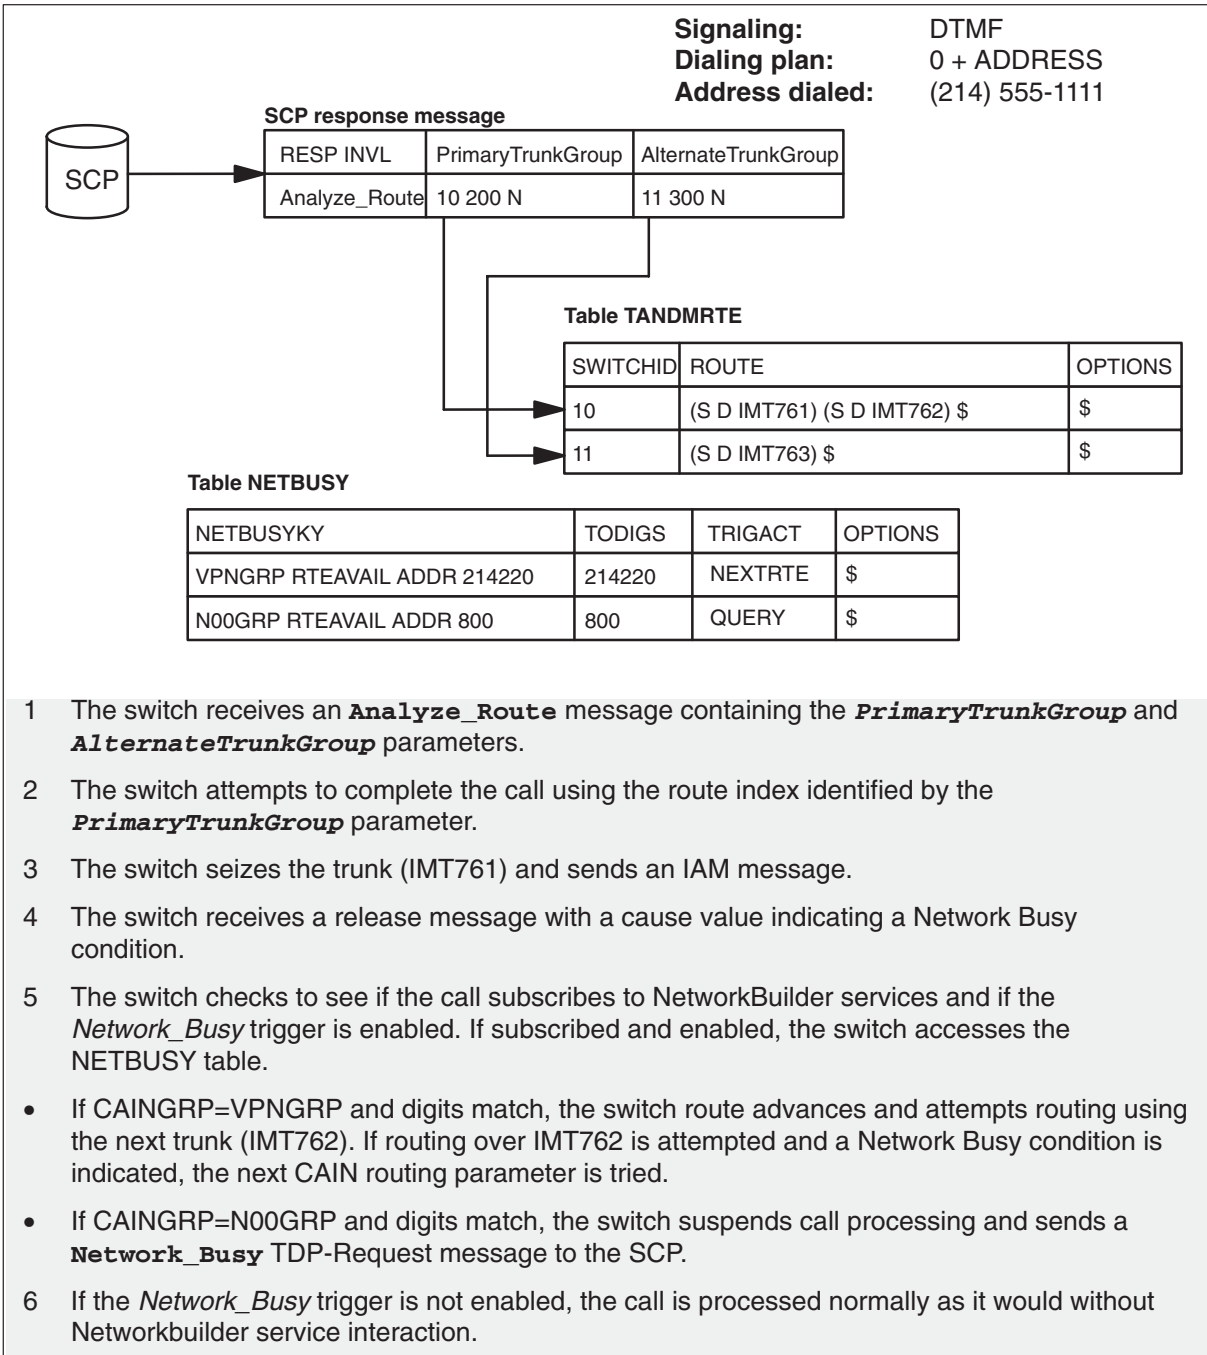 Signaling: DTMF
Dialing plan: 0 + ADDRESS
Address dialed: (214) 555-1111
SCP response message
SCP
RESP INVL PrimaryTrunkGroup AlternateTrunkGroup
Analyze_Route 10 200 N 11 300 N
Table TANDMRTE
SWITCHID ROUTE OPTIONS
10 (S D IMT761) (S D IMT762) $ $
11 (S D IMT763) $ $
Table NETBUSY
NETBUSYKY TODIGS TRIGACT OPTIONS
VPNGRP RTEAVAIL ADDR 214220 214220 NEXTRTE $
N00GRP RTEAVAIL ADDR 800 800 QUERY $
1 The switch receives an Analyze_Route message containing the PrimaryTrunkGroup and
AlternateTrunkGroup parameters.
2 The switch attempts to complete the call using the route index identified by the
PrimaryTrunkGroup parameter.
3 The switch seizes the trunk (IMT761) and sends an IAM message.
4 The switch receives a release message with a cause value indicating a Network Busy
condition.
5 The switch checks to see if the call subscribes to NetworkBuilder services and if the
Network_Busy trigger is enabled. If subscribed and enabled, the switch accesses the
NETBUSY table.
• If CAINGRP=VPNGRP and digits match, the switch route advances and attempts routing using
the next trunk (IMT762). If routing over IMT762 is attempted and a Network Busy condition is
indicated, the next CAIN routing parameter is tried.
• If CAINGRP=N00GRP and digits match, the switch suspends call processing and sends a
Network_Busy TDP-Request message to the SCP.
6 If the Network_Busy trigger is not enabled, the call is processed normally as it would without
Networkbuilder service interaction.